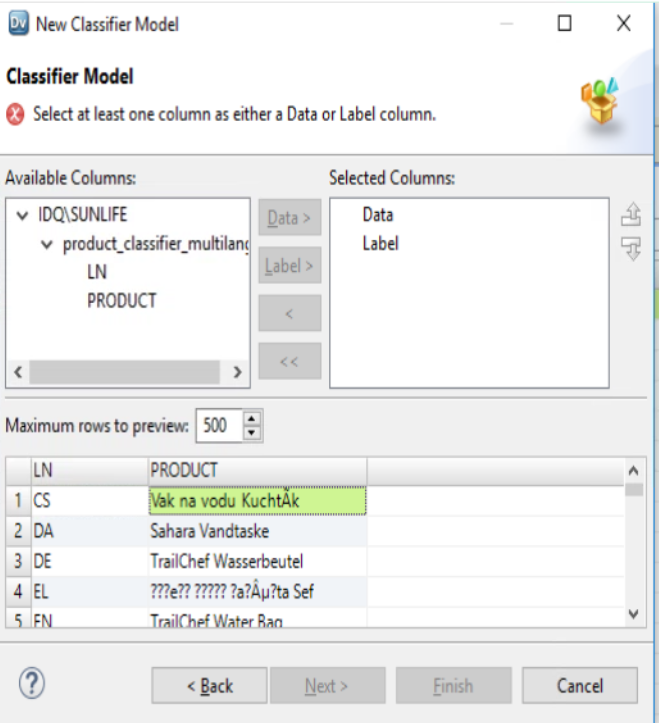 Dv New Classifier Model
Classifier Model
Select at least one column as either a Data or Label column.
Available Columns:
IDQ\SUNLIFE
product_classifier_multilang
LN
PRODUCT
Data >
Label >
<
<<
Selected Columns:
Data
Label
Maximum rows to preview: 500
LN PRODUCT
1 CS Vak na vodu KuchtÃk
2 DA Sahara Vandtaske
3 DE TrailChef Wasserbeutel
4 EL ???e?? ????? ?a?Âµ?ta Sef
5 EN TrailChef Water Bag
? < Back Next > Finish Cancel